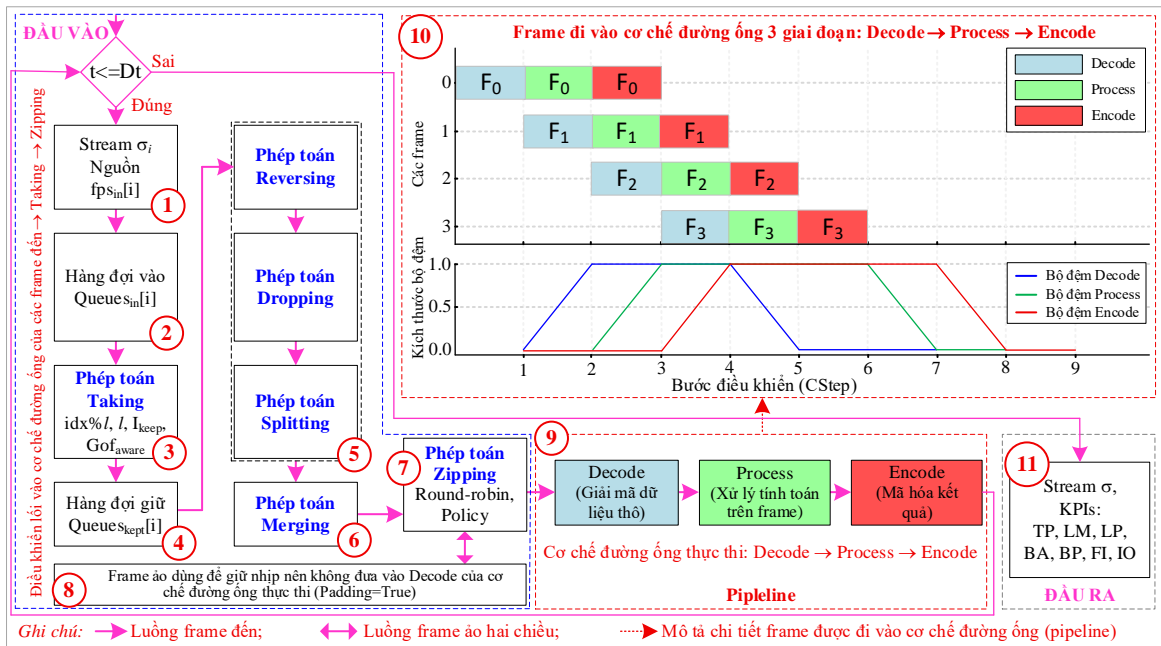 ĐẦU VÀO
t<=Dt
Sai
Đúng
Điều khiển lối vào cơ chế đường ống của các frame đến→ Taking → Zipping
Stream σi
Nguồn
fpsin[i]
1
Hàng đợi vào
Queuesin[i]
2
Phép toán
Taking
idx%l, l, Ikeep,
Gofaware
3
Hàng đợi giữ
Queueskept[i]
4
Phép toán
Reversing
Phép toán
Dropping
Phép toán
Splitting
5
Phép toán
Merging
6
7
Phép toán
Zipping
Round-robin,
Policy
8
Frame ảo dùng để giữ nhịp nên không đưa vào Decode của cơ
chế đường ống thực thi (Padding=True)
9
Decode
(Giải mã dữ
liệu thô)
Process
(Xử lý tính toán
trên frame)
Encode
(Mã hóa kết
quả)
Cơ chế đường ống thực thi: Decode → Process → Encode
Pipleline
10
Frame đi vào cơ chế đường ống 3 giai đoạn: Decode → Process → Encode
Các frame
0
F0 F0 F0
1
F1 F1 F1
2
F2 F2 F2
3
F3 F3 F3
Decode
Process
Encode
Kích thước bộ đệm
1.0
0.5
0.0
Bộ đệm Decode
Bộ đệm Process
Bộ đệm Encode
1 2 3 4 5 6 7 8 9
Bước điều khiển (CStep)
11
Stream σ,
KPIs:
TP, LM, LP,
BA, BP, FI, IO
ĐẦU RA
Ghi chú:
Luồng frame đến;
Luồng frame ảo hai chiều;
Mô tả chi tiết frame được đi vào cơ chế đường ống (pipeline)